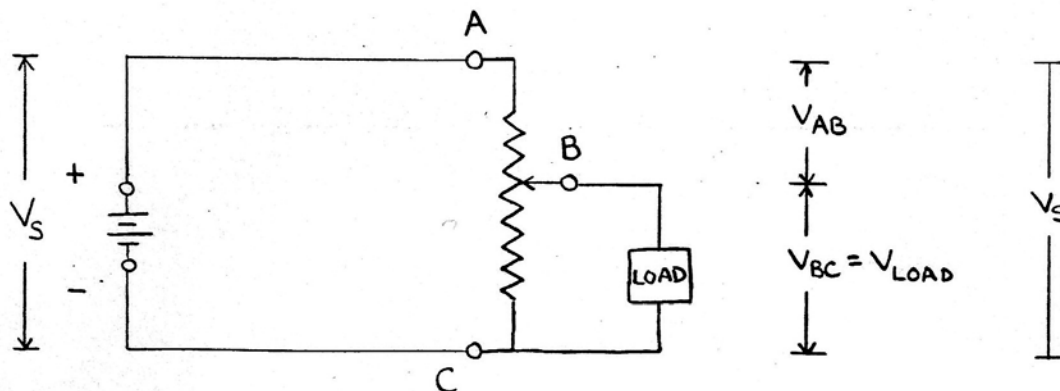 A
V_AB
+
B
V_S
V_S
V_BC = V_LOAD
LOAD
-
C